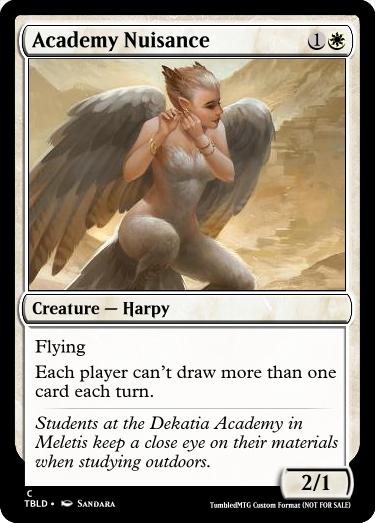 Academy Nuisance 1
Creature — Harpy
Flying
Each player can't draw more than one
card each turn.
Students at the Dekatia Academy in
Meletis keep a close eye on their materials
when studying outdoors.
2/1
C
TBLD • SANDARA
TumbledMTG Custom Format (NOT FOR SALE)